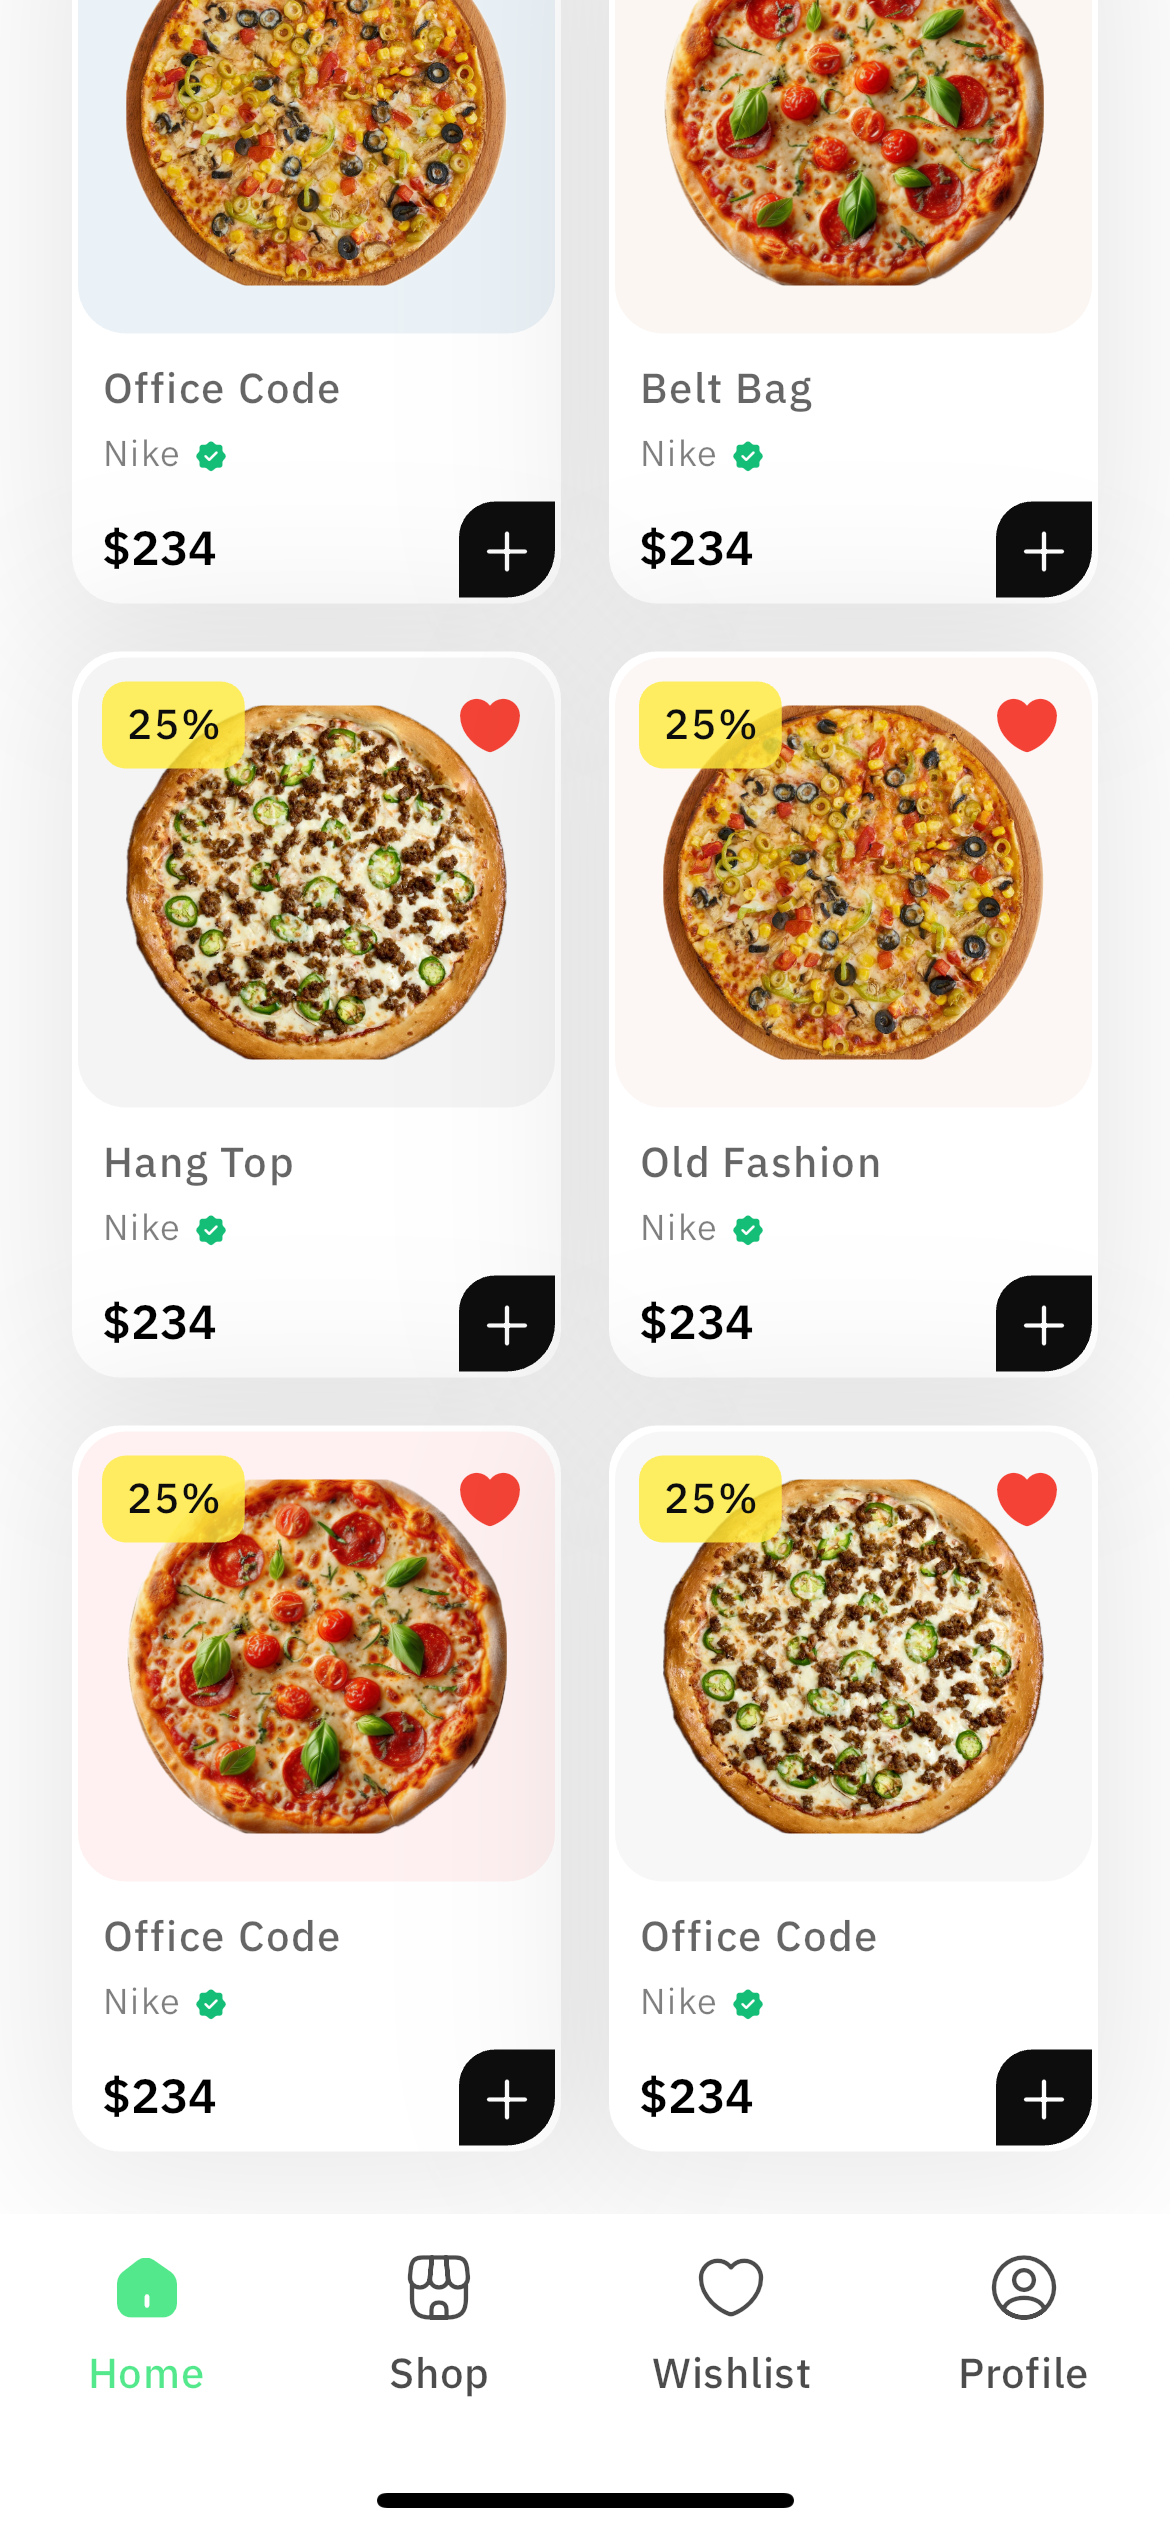 Office Code
Nike
$234
Belt Bag
Nike
$234
25%
Hang Top
Nike
$234
25%
Old Fashion
Nike
$234
25%
Office Code
Nike
$234
25%
Office Code
Nike
$234
Home
Shop
Wishlist
Profile